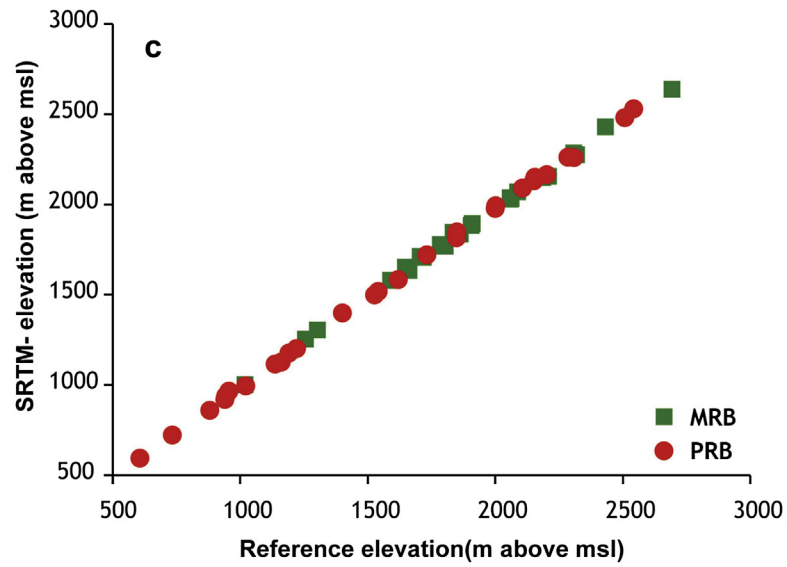 c
3000
2500
2000
1500
1000
500
SRTM- elevation (m above msl)
500 1000 1500 2000 2500 3000
Reference elevation(m above msl)
MRB
PRB